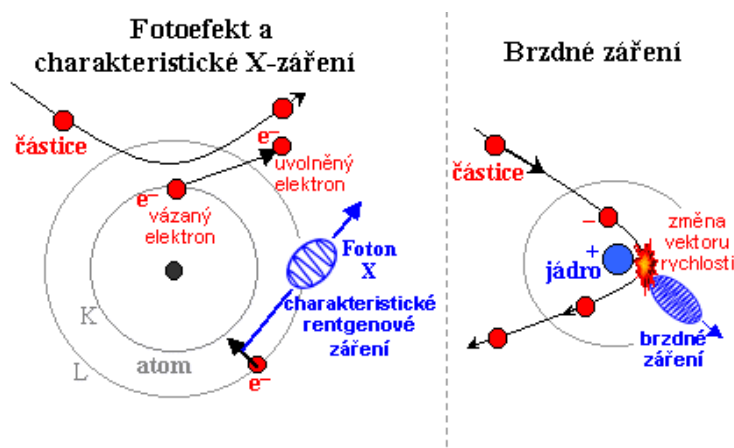 Fotoefekt a
charakteristické X-záření
částice
e−
uvolněný
elektron
e−
vázaný
elektron
Foton
X
charakteristické
rentgenové
záření
K
L
atom
e−
Brzdné záření
částice
−
+
jádro
změna
vektoru
rychlosti
brzdné
záření